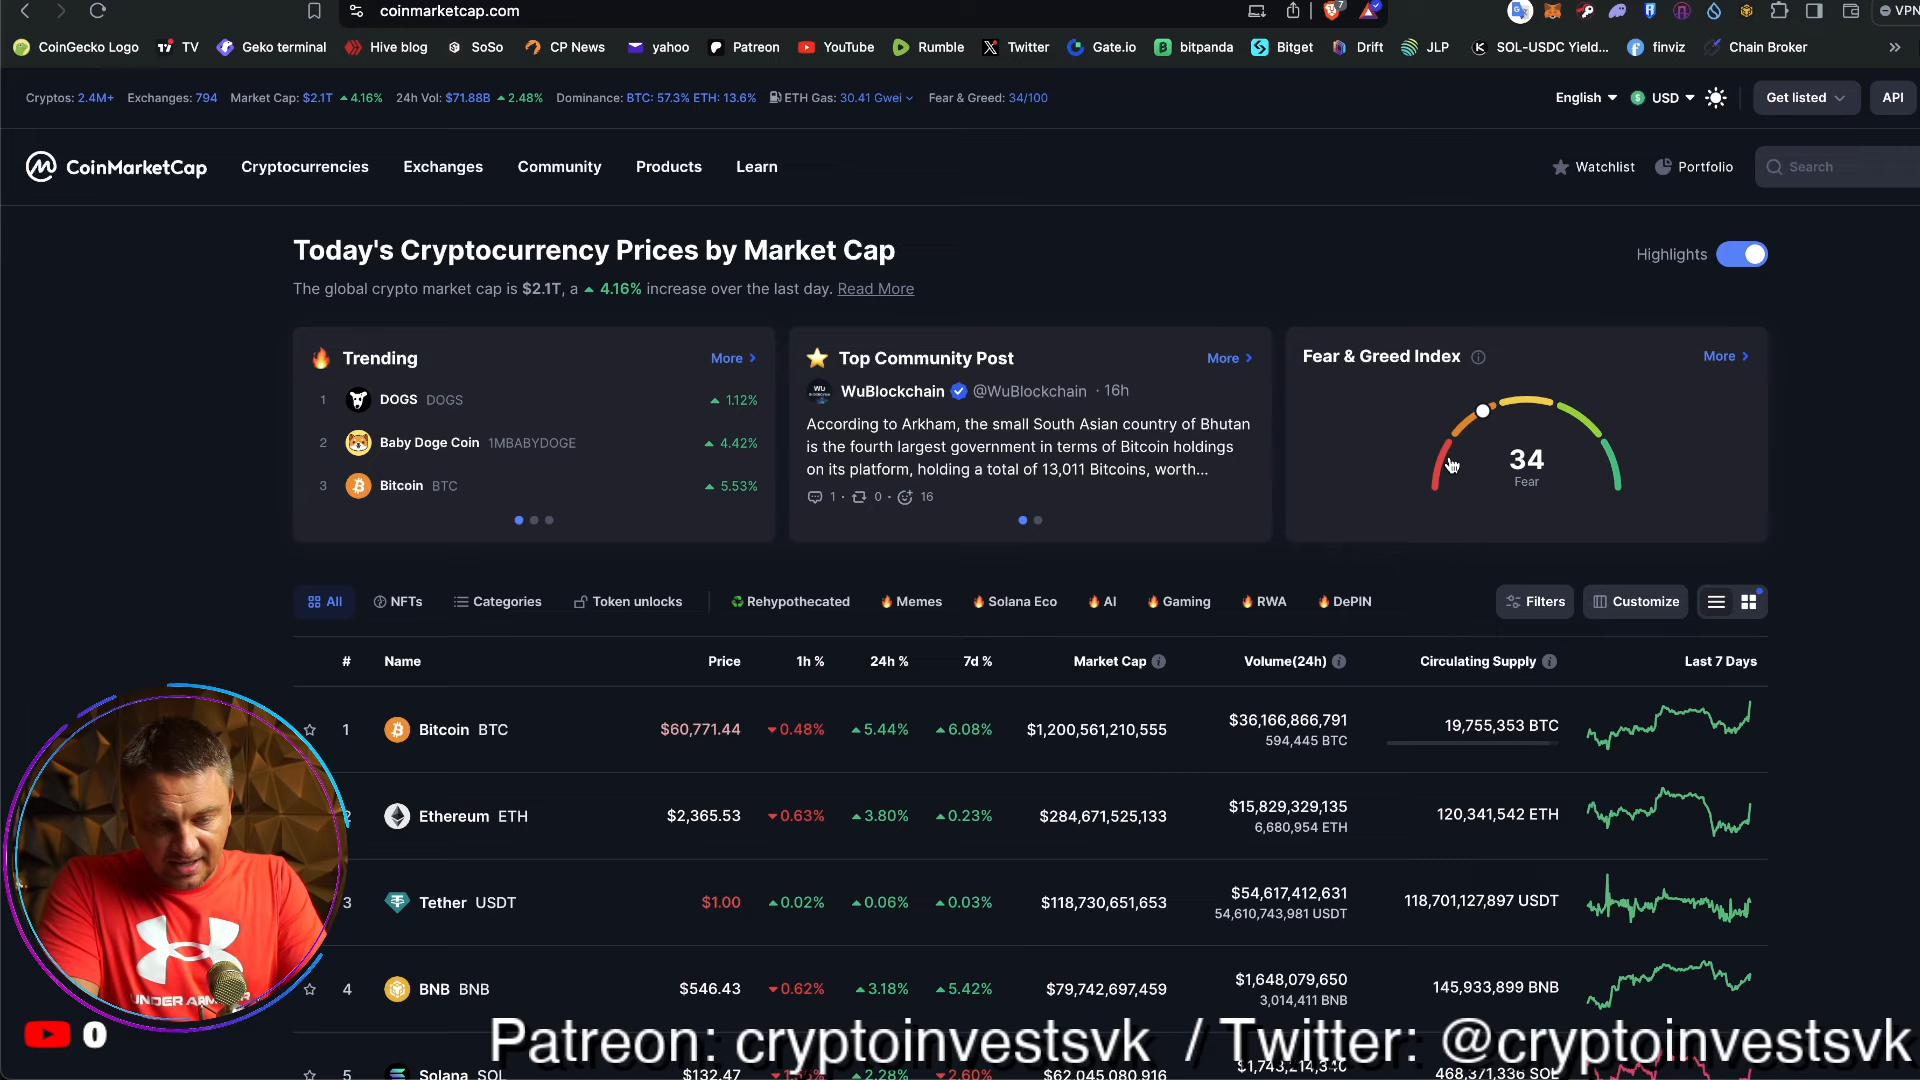 coinmarketcap.com
7
VPN
CoinGecko Logo TV Geko terminal Hive blog SoSo CP News yahoo Patreon YouTube Rumble Twitter Gate.io bitpanda Bitget Drift JLP SOL-USDC Yield... finviz Chain Broker »
Cryptos: 2.4M+ Exchanges: 794 Market Cap: $2.1T 4.16% 24h Vol: $71.88B 2.48% Dominance: BTC: 57.3% ETH: 13.6% ETH Gas: 30.41 Gwei Fear & Greed: 34/100
English USD Get listed API
CoinMarketCap Cryptocurrencies Exchanges Community Products Learn
Watchlist Portfolio Search
Today's Cryptocurrency Prices by Market Cap
Highlights
The global crypto market cap is $2.1T, a 4.16% increase over the last day. Read More
Trending More
1 DOGS DOGS 1.12%
2 Baby Doge Coin 1MBABYDOGE 4.42%
3 Bitcoin BTC 5.53%
Top Community Post More
WuBlockchain @WuBlockchain · 16h
According to Arkham, the small South Asian country of Bhutan
is the fourth largest government in terms of Bitcoin holdings
on its platform, holding a total of 13,011 Bitcoins, worth...
1 · 0 · 16
Fear & Greed Index More
34
Fear
All NFTs Categories Token unlocks Rehypothecated Memes Solana Eco AI Gaming RWA DePIN Filters Customize
# Name Price 1h % 24h % 7d % Market Cap Volume(24h) Circulating Supply Last 7 Days
1 Bitcoin BTC $60,771.44 0.48% 5.44% 6.08% $1,200,561,210,555 $36,166,866,791 19,755,353 BTC
594,445 BTC
2 Ethereum ETH $2,365.53 0.63% 3.80% 0.23% $284,671,525,133 $15,829,329,135 120,341,542 ETH
6,680,954 ETH
3 Tether USDT $1.00 0.02% 0.06% 0.03% $118,730,651,653 $54,617,412,631 118,701,127,897 USDT
54,610,743,981 USDT
4 BNB BNB $546.43 0.62% 3.18% 5.42% $79,742,697,459 $1,648,079,650 145,933,899 BNB
3,014,411 BNB
5 Solana SOL $132.47 2.28% 2.60% $62,045,080,916 468,371,336 SOL
UNDER ARMOUR
0
Patreon: cryptoinvestsvk / Twitter: @cryptoinvestsvk